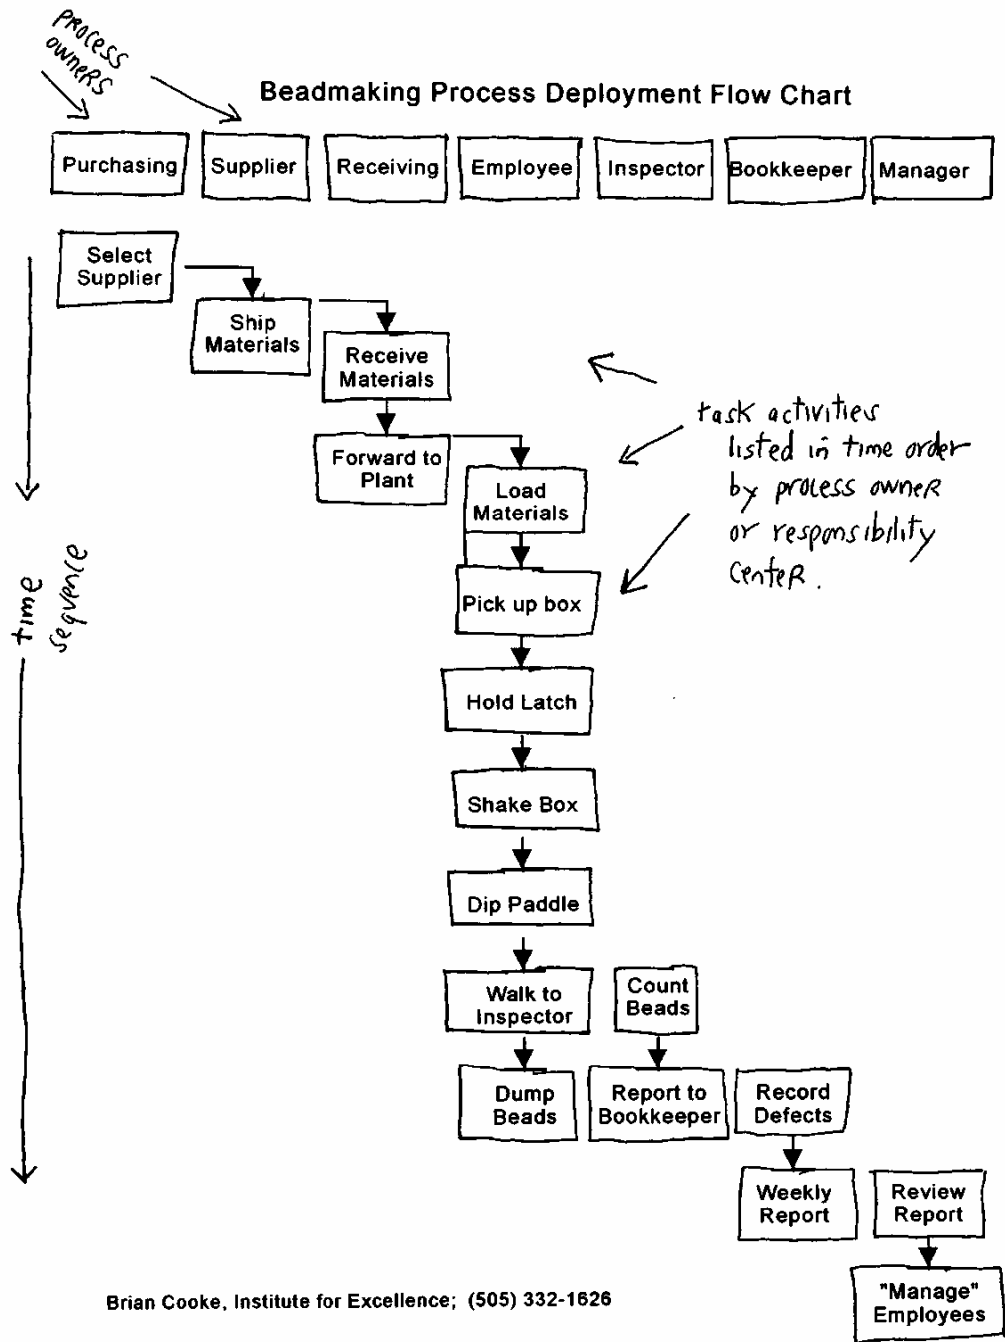 process
owners
Beadmaking Process Deployment Flow Chart
Purchasing
Supplier
Receiving
Employee
Inspector
Bookkeeper
Manager
Select
Supplier
Ship
Materials
Receive
Materials
Forward to
Plant
Load
Materials
task activities
listed in time order
by process owner
or responsibility
center.
time
sequence
Pick up box
Hold Latch
Shake Box
Dip Paddle
Walk to
Inspector
Count
Beads
Dump
Beads
Report to
Bookkeeper
Record
Defects
Weekly
Report
Review
Report
"Manage"
Employees
Brian Cooke, Institute for Excellence; (505) 332-1626